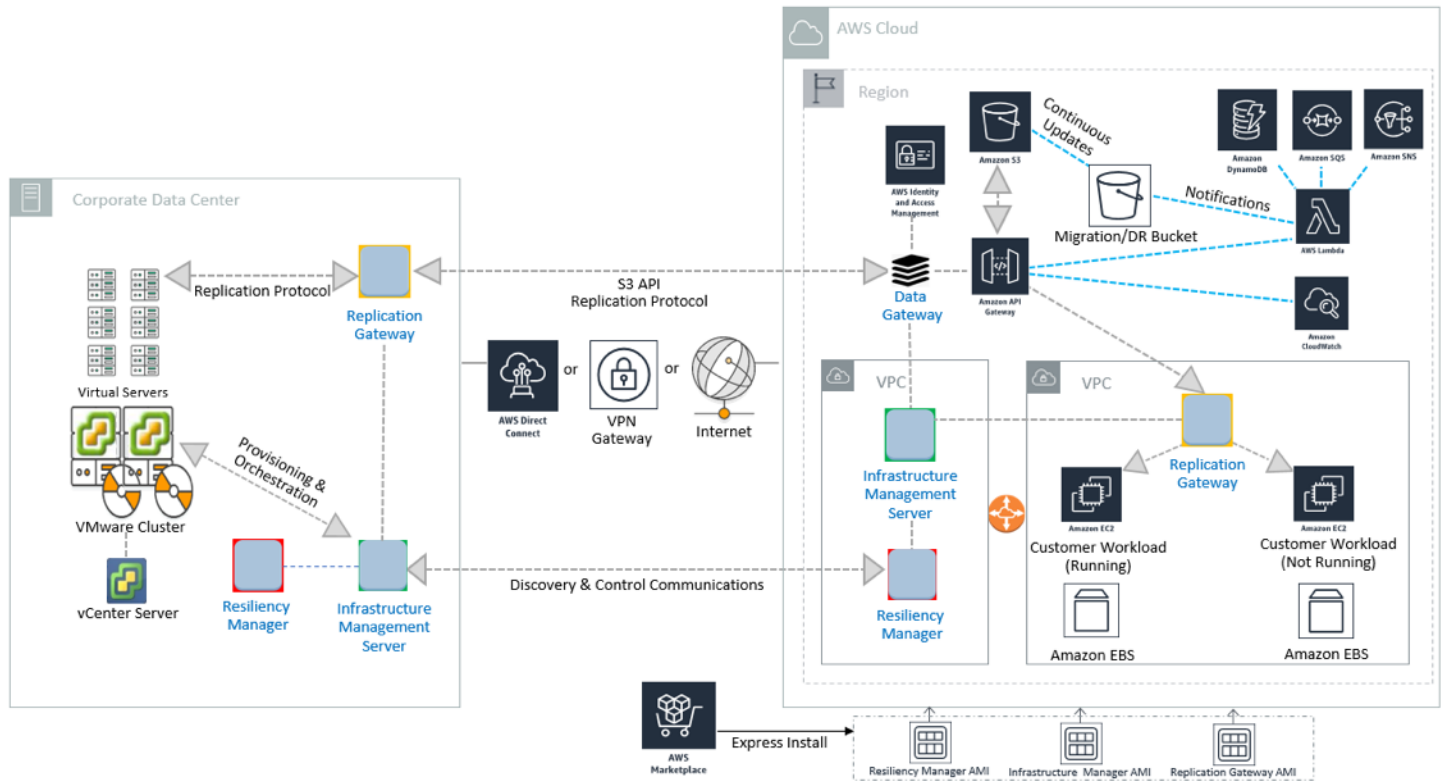 AWS Cloud
Region
Continuous
Updates
Amazon S3
Amazon
DynamoDB
Amazon SQS
Amazon SNS
AWS Identity
and Access
Management
Notifications
Migration/DR Bucket
AWS Lambda
Corporate Data Center
Replication Protocol
S3 API
Replication Protocol
Replication
Gateway
Data
Gateway
Amazon API
Gateway
Amazon
CloudWatch
Virtual Servers
or
or
AWS Direct
Connect
VPN
Gateway
Internet
VPC
VPC
Provisioning &
Orchestration
Infrastructure
Management
Server
Replication
Gateway
VMware Cluster
Amazon EC2
Amazon EC2
Customer Workload
(Running)
Customer Workload
(Not Running)
vCenter Server
Resiliency
Manager
Infrastructure
Management
Server
Discovery & Control Communications
Resiliency
Manager
Amazon EBS
Amazon EBS
AWS
Marketplace
Express Install
Resiliency Manager AMI
Infrastructure Manager AMI
Replication Gateway AMI